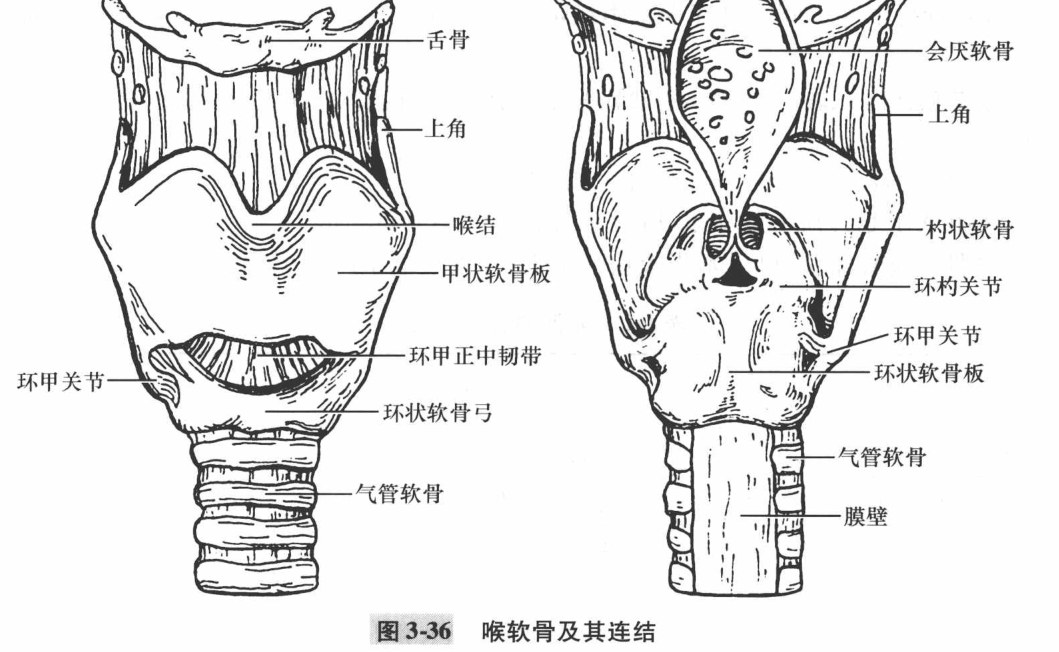 舌骨
上角
喉结
甲状软骨板
环甲正中韧带
环甲关节
环状软骨弓
气管软骨
会厌软骨
上角
杓状软骨
环杓关节
环甲关节
环状软骨板
气管软骨
膜壁
图 3-36 喉软骨及其连结